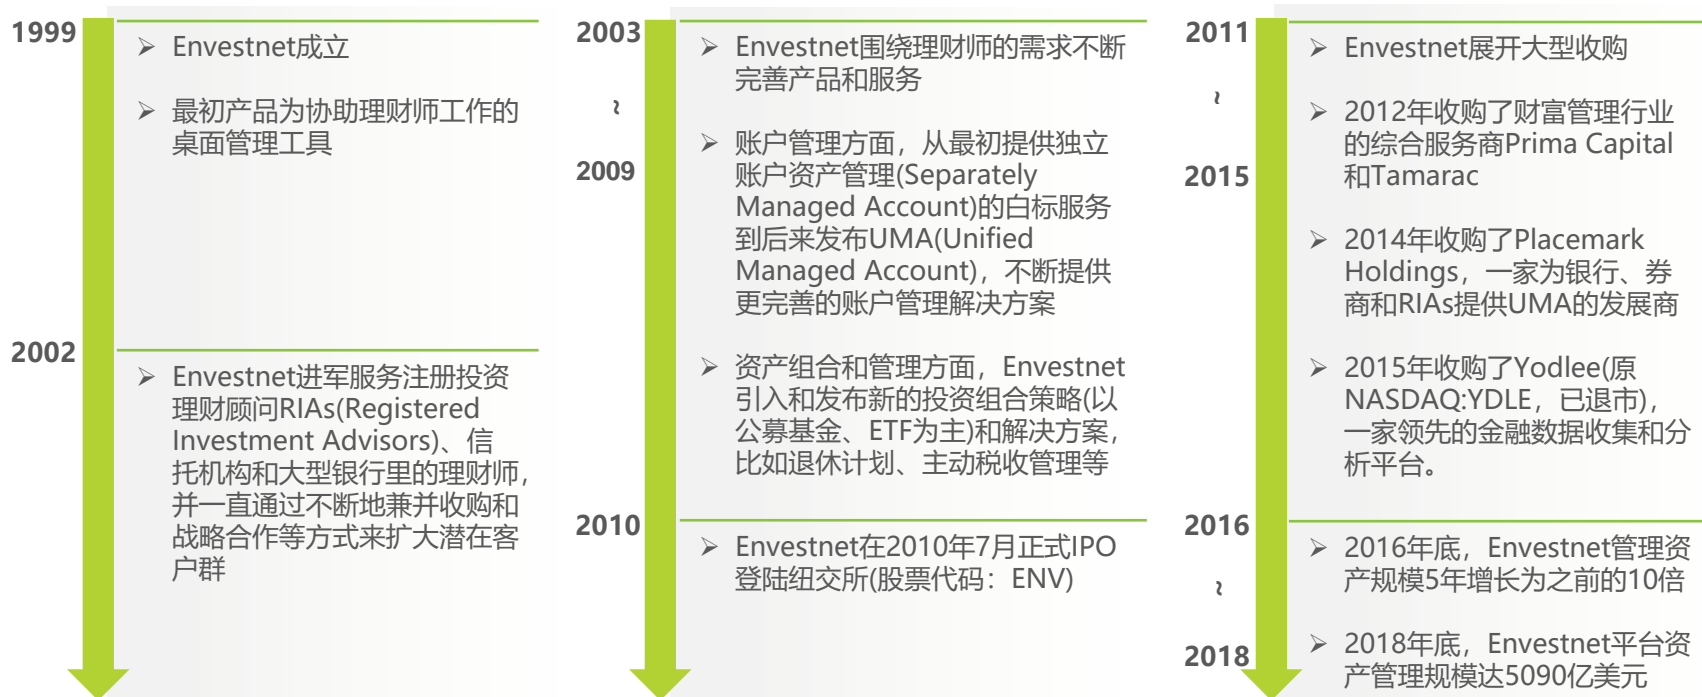 1999
➢ Envestnet成立
➢ 最初产品为协助理财师工作的
桌面管理工具
2002
➢ Envestnet进军服务注册投资
理财顾问RIAs(Registered
Investment Advisors)、信
托机构和大型银行里的理财师,
并一直通过不断地兼并收购和
战略合作等方式来扩大潜在客
户群
2003
~
2009
➢ Envestnet围绕理财师的需求不断
完善产品和服务
➢ 账户管理方面，从最初提供独立
账户资产管理(Separately
Managed Account)的白标服务
到后来发布UMA(Unified
Managed Account)，不断提供
更完善的账户管理解决方案
➢ 资产组合和管理方面，Envestnet
引入和发布新的投资组合策略(以
公募基金、ETF为主)和解决方案，
比如退休计划、主动税收管理等
2010
➢ Envestnet在2010年7月正式IPO
登陆纽交所(股票代码：ENV)
2011
~
2015
➢ Envestnet展开大型收购
➢ 2012年收购了财富管理行业
的综合服务商Prima Capital
和Tamarac
➢ 2014年收购了Placemark
Holdings，一家为银行、券
商和RIAs提供UMA的发展商
➢ 2015年收购了Yodlee(原
NASDAQ:YDLE，已退市)，
一家领先的金融数据收集和分
析平台。
2016
~
2018
➢ 2016年底，Envestnet管理资
产规模5年增长为之前的10倍
➢ 2018年底，Envestnet平台资
产管理规模达5090亿美元